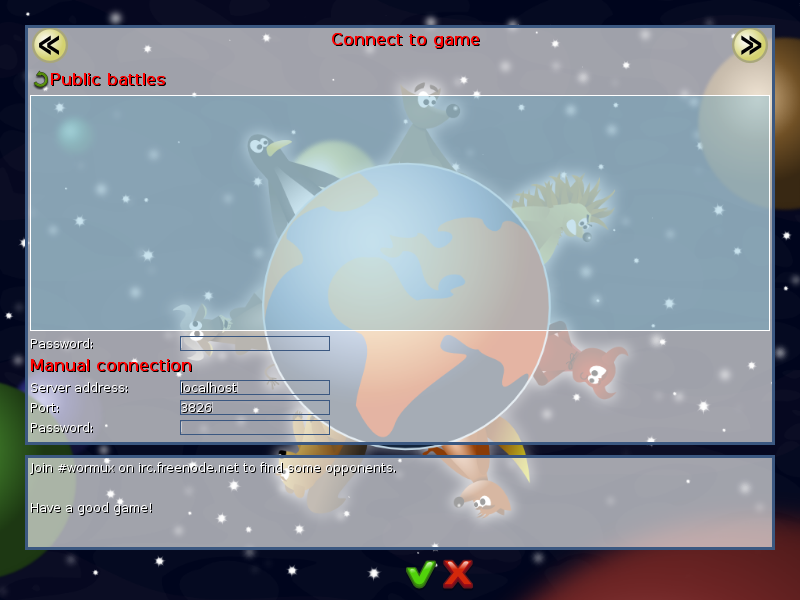 Connect to game
Public battles
Password:
Manual connection
Server address: localhost
Port: 3826
Password:
Join #wormux on irc.freenode.net to find some opponents.
Have a good game!